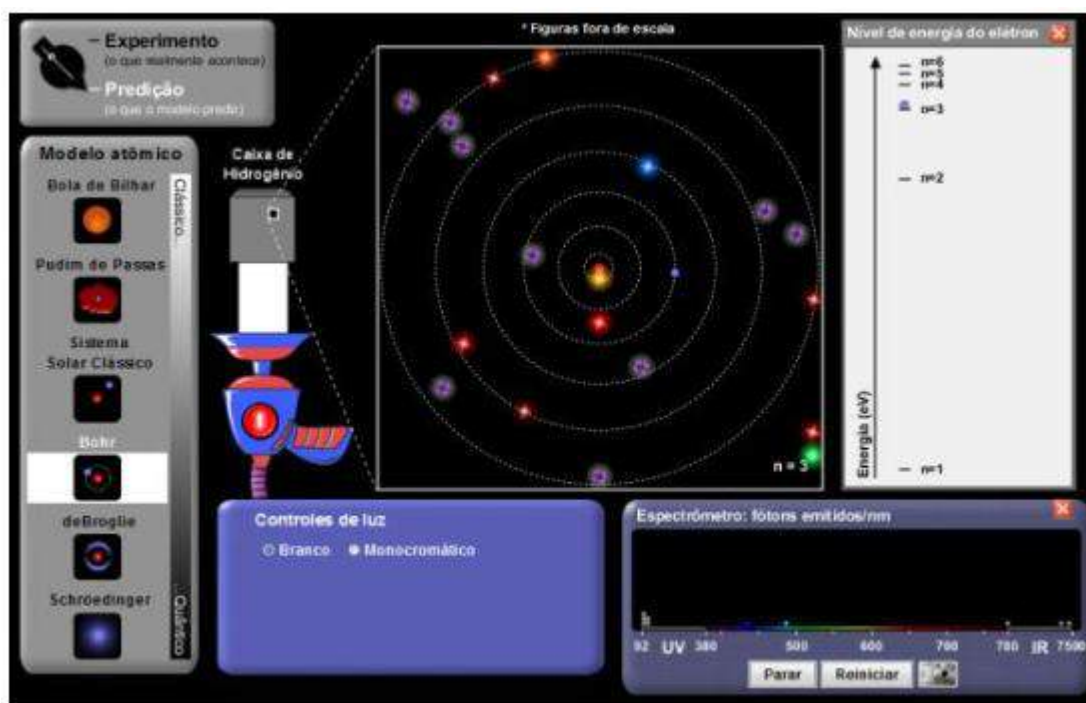 * Figuras fora de escala
Experimento
(o que realmente acontece)
Predição
(o que o modelo prediz)
Modelo atômico
Clássico
Bola de Bilhar
Pudim de Passas
Sistema
Solar Clássico
Bohr
deBroglie
Schröedinger
Quântico
Caixa de
Hidrogênio
n = 3
Nível de energia do elétron
n=6
n=5
n=4
n=3
n=2
n=1
Energia (eV)
Controles de luz
Branco Monocromático
Espectrômetro: fótons emitidos/nm
92 UV 380 500 600 700 780 IR 7500
Parar Reiniciar